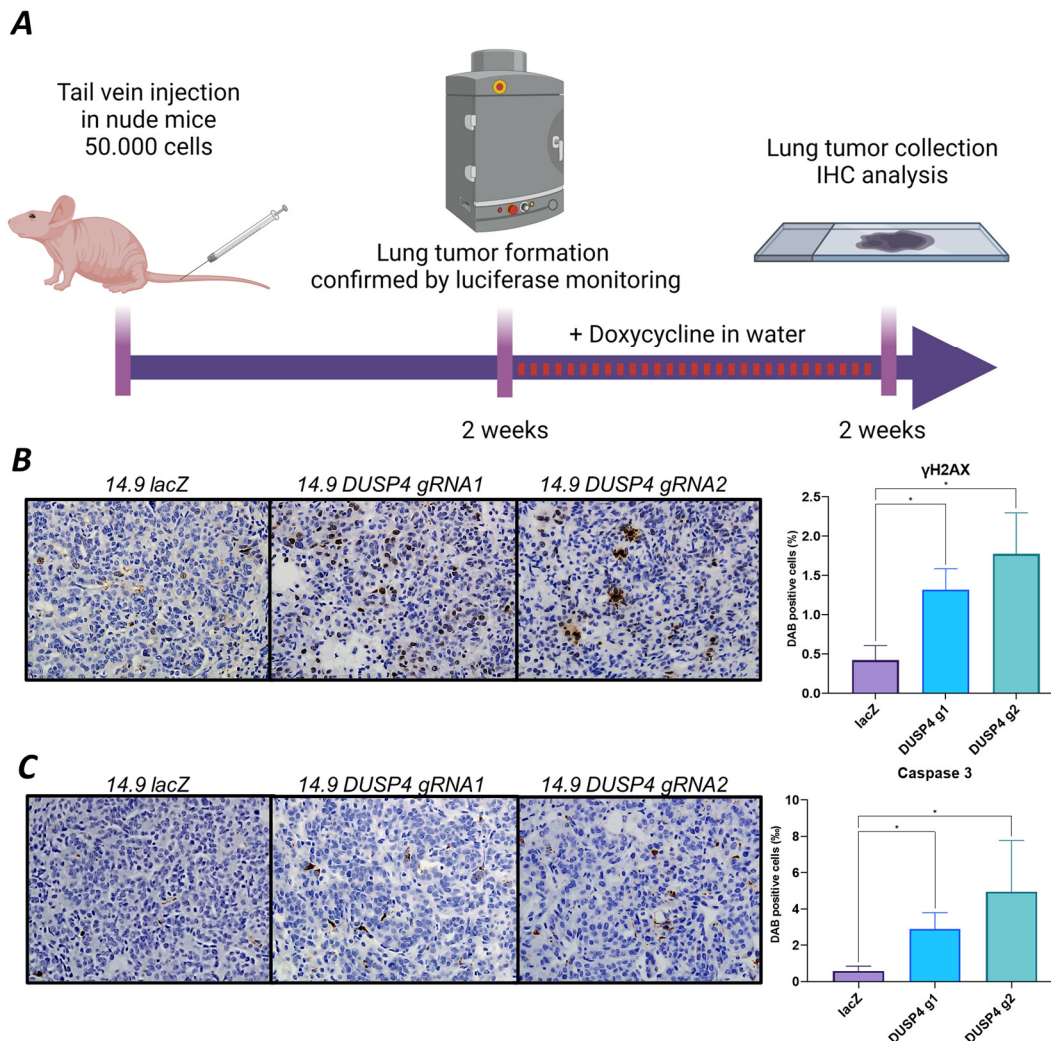 A
Tail vein injection
in nude mice
50.000 cells
Lung tumor formation
confirmed by luciferase monitoring
Lung tumor collection
IHC analysis
+ Doxycycline in water
2 weeks
2 weeks
B
14.9 lacZ
14.9 DUSP4 gRNA1
14.9 DUSP4 gRNA2
γH2AX
DAB positive cells (%)
2.5
2.0
1.5
1.0
0.5
0.0
*
*
lacZ
DUSP4 g1
DUSP4 g2
C
14.9 lacZ
14.9 DUSP4 gRNA1
14.9 DUSP4 gRNA2
Caspase 3
DAB positive cells (‰)
10
8
6
4
2
0
*
*
lacZ
DUSP4 g1
DUSP4 g2